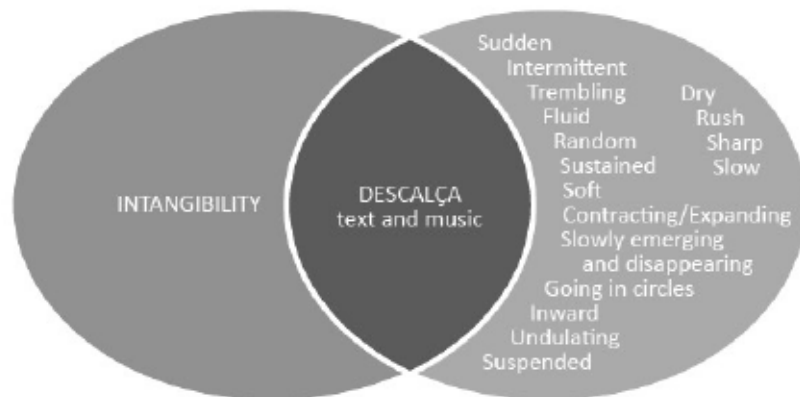 INTANGIBILITY
DESCALÇA
text and music
Sudden
Intermittent
Trembling
Fluid
Random
Sustained
Soft
Contracting/Expanding
Slowly emerging
and disappearing
Going in circles
Inward
Undulating
Suspended
Dry
Rush
Sharp
Slow